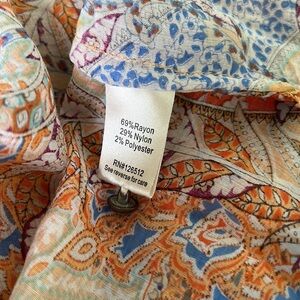 69%Rayon
29% Nylon
2% Polyester
RN#126512
See reverse for care